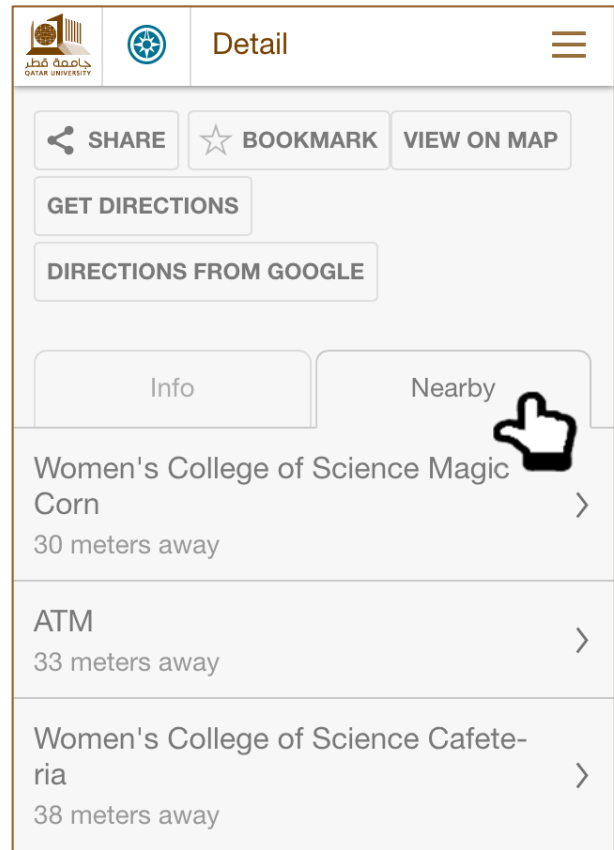 جامعة قطر
QATAR UNIVERSITY
Detail
SHARE
BOOKMARK
VIEW ON MAP
GET DIRECTIONS
DIRECTIONS FROM GOOGLE
Info
Nearby
Women's College of Science Magic
Corn
30 meters away
ATM
33 meters away
Women's College of Science Cafete-
ria
38 meters away